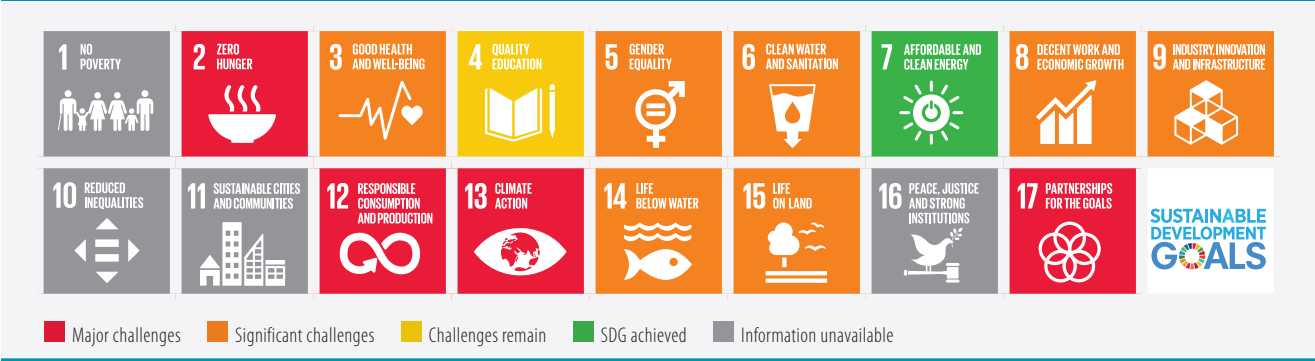 1 NO
POVERTY
2 ZERO
HUNGER
3 GOOD HEALTH
AND WELL-BEING
4 QUALITY
EDUCATION
5 GENDER
EQUALITY
6 CLEAN WATER
AND SANITATION
7 AFFORDABLE AND
CLEAN ENERGY
8 DECENT WORK AND
ECONOMIC GROWTH
9 INDUSTRY, INNOVATION
AND INFRASTRUCTURE
10 REDUCED
INEQUALITIES
11 SUSTAINABLE CITIES
AND COMMUNITIES
12 RESPONSIBLE
CONSUMPTION
AND PRODUCTION
13 CLIMATE
ACTION
14 LIFE
BELOW WATER
15 LIFE
ON LAND
16 PEACE, JUSTICE
AND STRONG
INSTITUTIONS
17 PARTNERSHIPS
FOR THE GOALS
SUSTAINABLE
DEVELOPMENT
GOALS
Major challenges
Significant challenges
Challenges remain
SDG achieved
Information unavailable